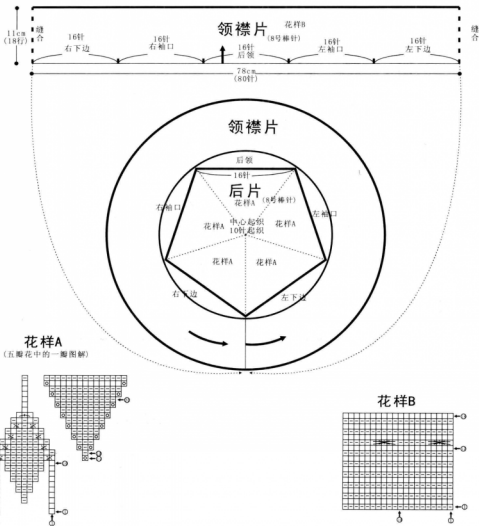 11cm
(18行)
缝合
16针
右下边
16针
右袖口
领襟片
花样B
(8号棒针)
16针
后领
16针
左袖口
16针
左下边
缝合
78cm
(80针)
领襟片
后领
16针
后片
花样A
(8号棒针)
右袖口
左袖口
花样A
中心起织
10针起织
花样A
花样A
花样A
右下边
左下边
花样A
(五瓣花中的一瓣图解)
花样B